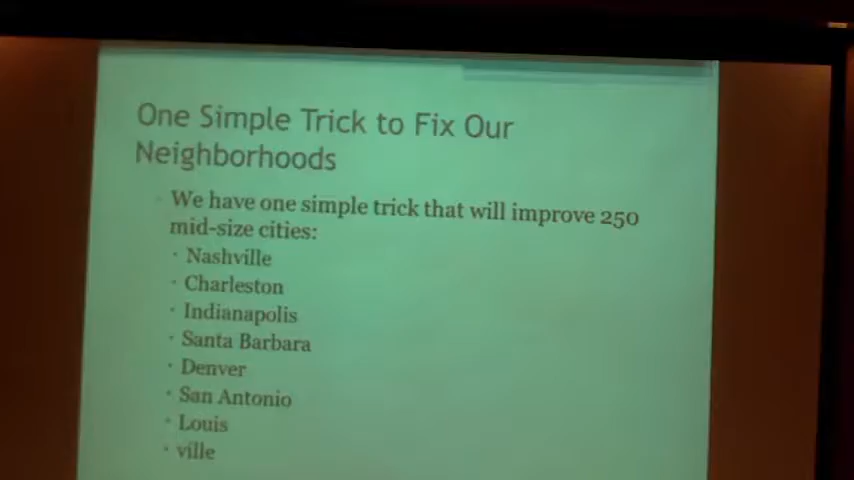 One Simple Trick to Fix Our
Neighborhoods
We have one simple trick that will improve 250
mid-size cities:
Nashville
Charleston
Indianapolis
Santa Barbara
Denver
San Antonio
Louis
ville